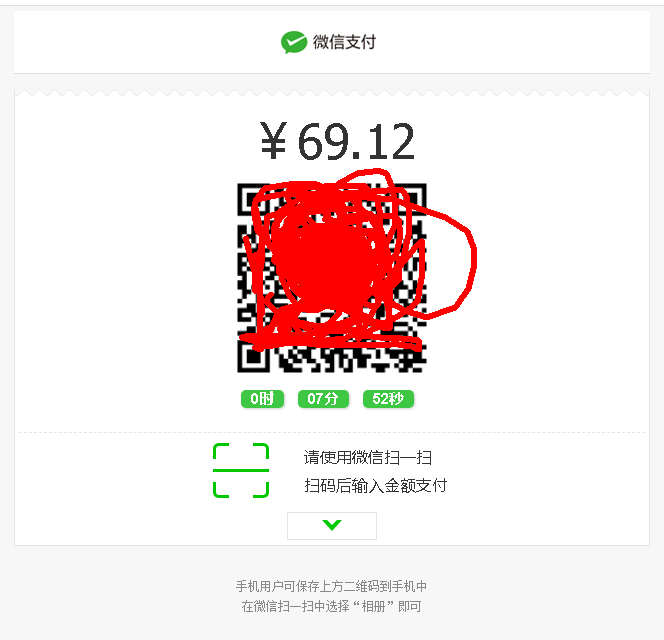 微信支付
￥69.12
0时 07分 52秒
请使用微信扫一扫
扫码后输入金额支付
手机用户可保存上方二维码到手机中
在微信扫一扫中选择“相册”即可